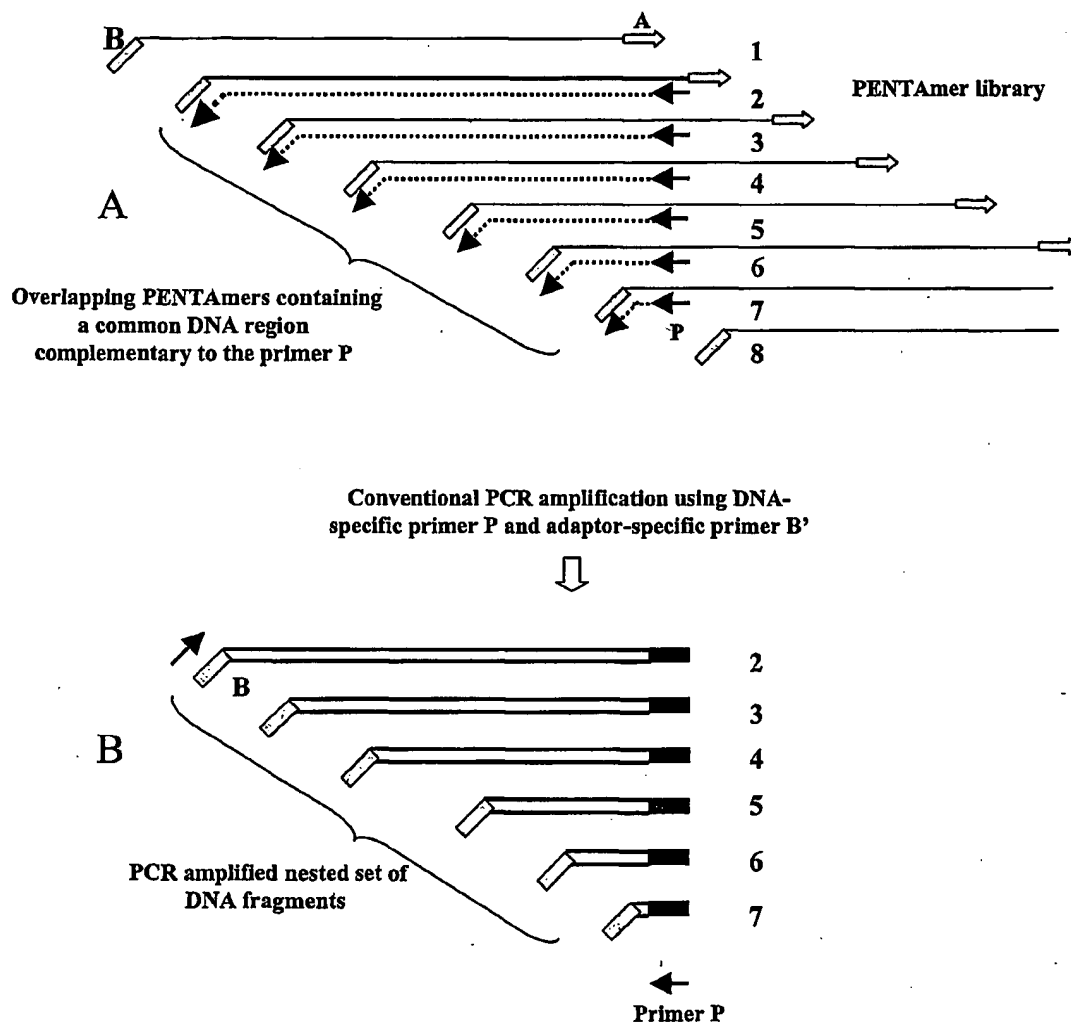 B
A
1
2
PENTAmer library
3
4
A
5
6
Overlapping PENTAmers containing
a common DNA region
complementary to the primer P
7
P
8
Conventional PCR amplification using DNA-
specific primer P and adaptor-specific primer B’
2
B
3
B
4
5
PCR amplified nested set of
DNA fragments
6
7
Primer P